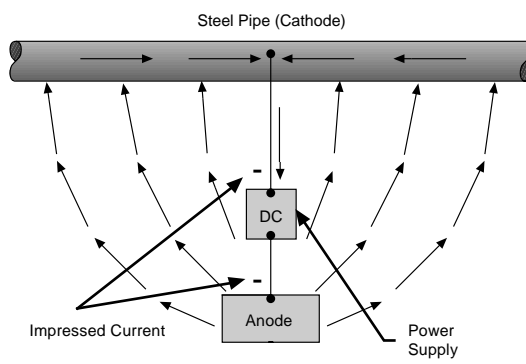 Steel Pipe (Cathode)
-
DC
-
Anode
Impressed Current
Power
Supply